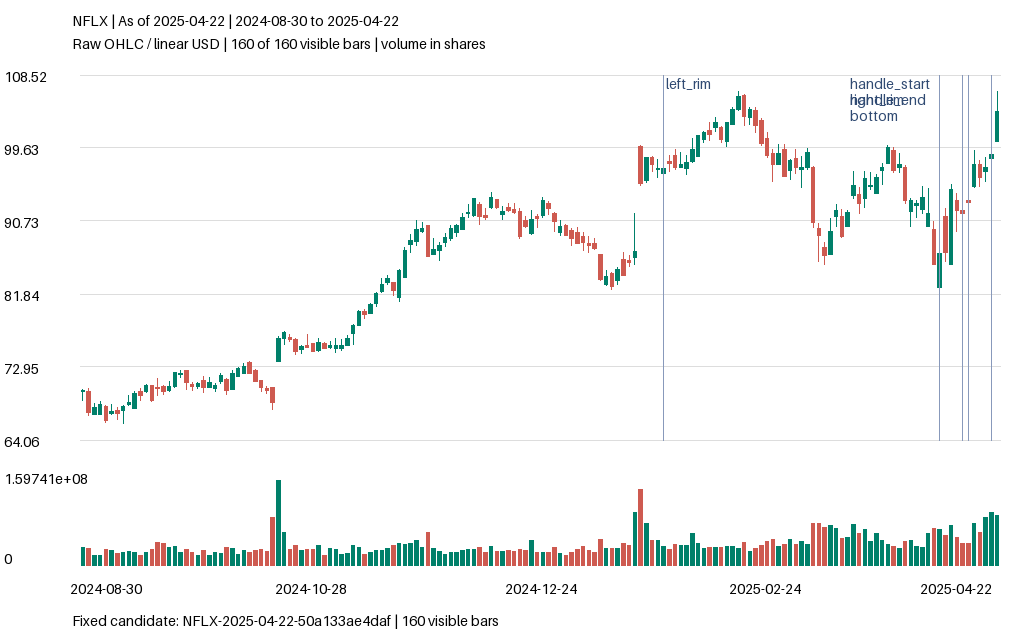 NFLX | As of 2025-04-22 | 2024-08-30 to 2025-04-22
Raw OHLC / linear USD | 160 of 160 visible bars | volume in shares
108.52
left_rim
handle_start
bottom
99.63
90.73
81.84
72.95
64.06
1.59741e+08
0
2024-08-30
2024-10-28
2024-12-24
2025-02-24
2025-04-22
Fixed candidate: NFLX-2025-04-22-50a133ae4daf | 160 visible bars